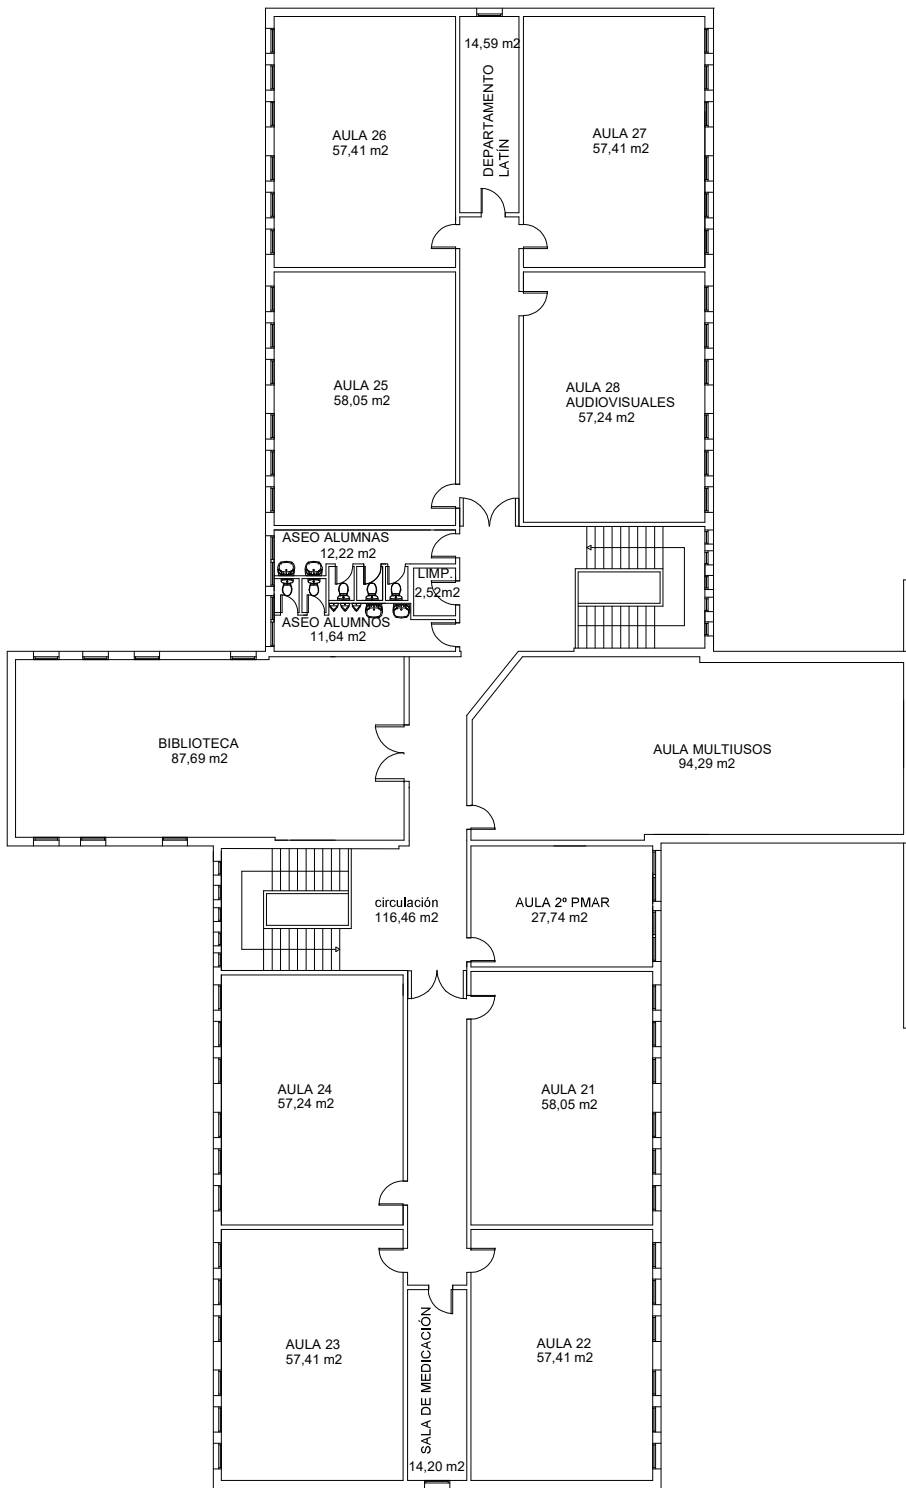 14,59 m2
DEPARTAMENTO
LATÍN
AULA 26
57,41 m2
AULA 27
57,41 m2
AULA 25
58,05 m2
AULA 28
AUDIOVISUALES
57,24 m2
ASEO ALUMNAS
12,22 m2
LIMP.
2,52m2
ASEO ALUMNOS
11,64 m2
BIBLIOTECA
87,69 m2
AULA MULTIUSOS
94,29 m2
circulación
116,46 m2
AULA 2º PMAR
27,74 m2
AULA 24
57,24 m2
AULA 21
58,05 m2
AULA 23
57,41 m2
SALA DE MEDICACIÓN
14,20 m2
AULA 22
57,41 m2